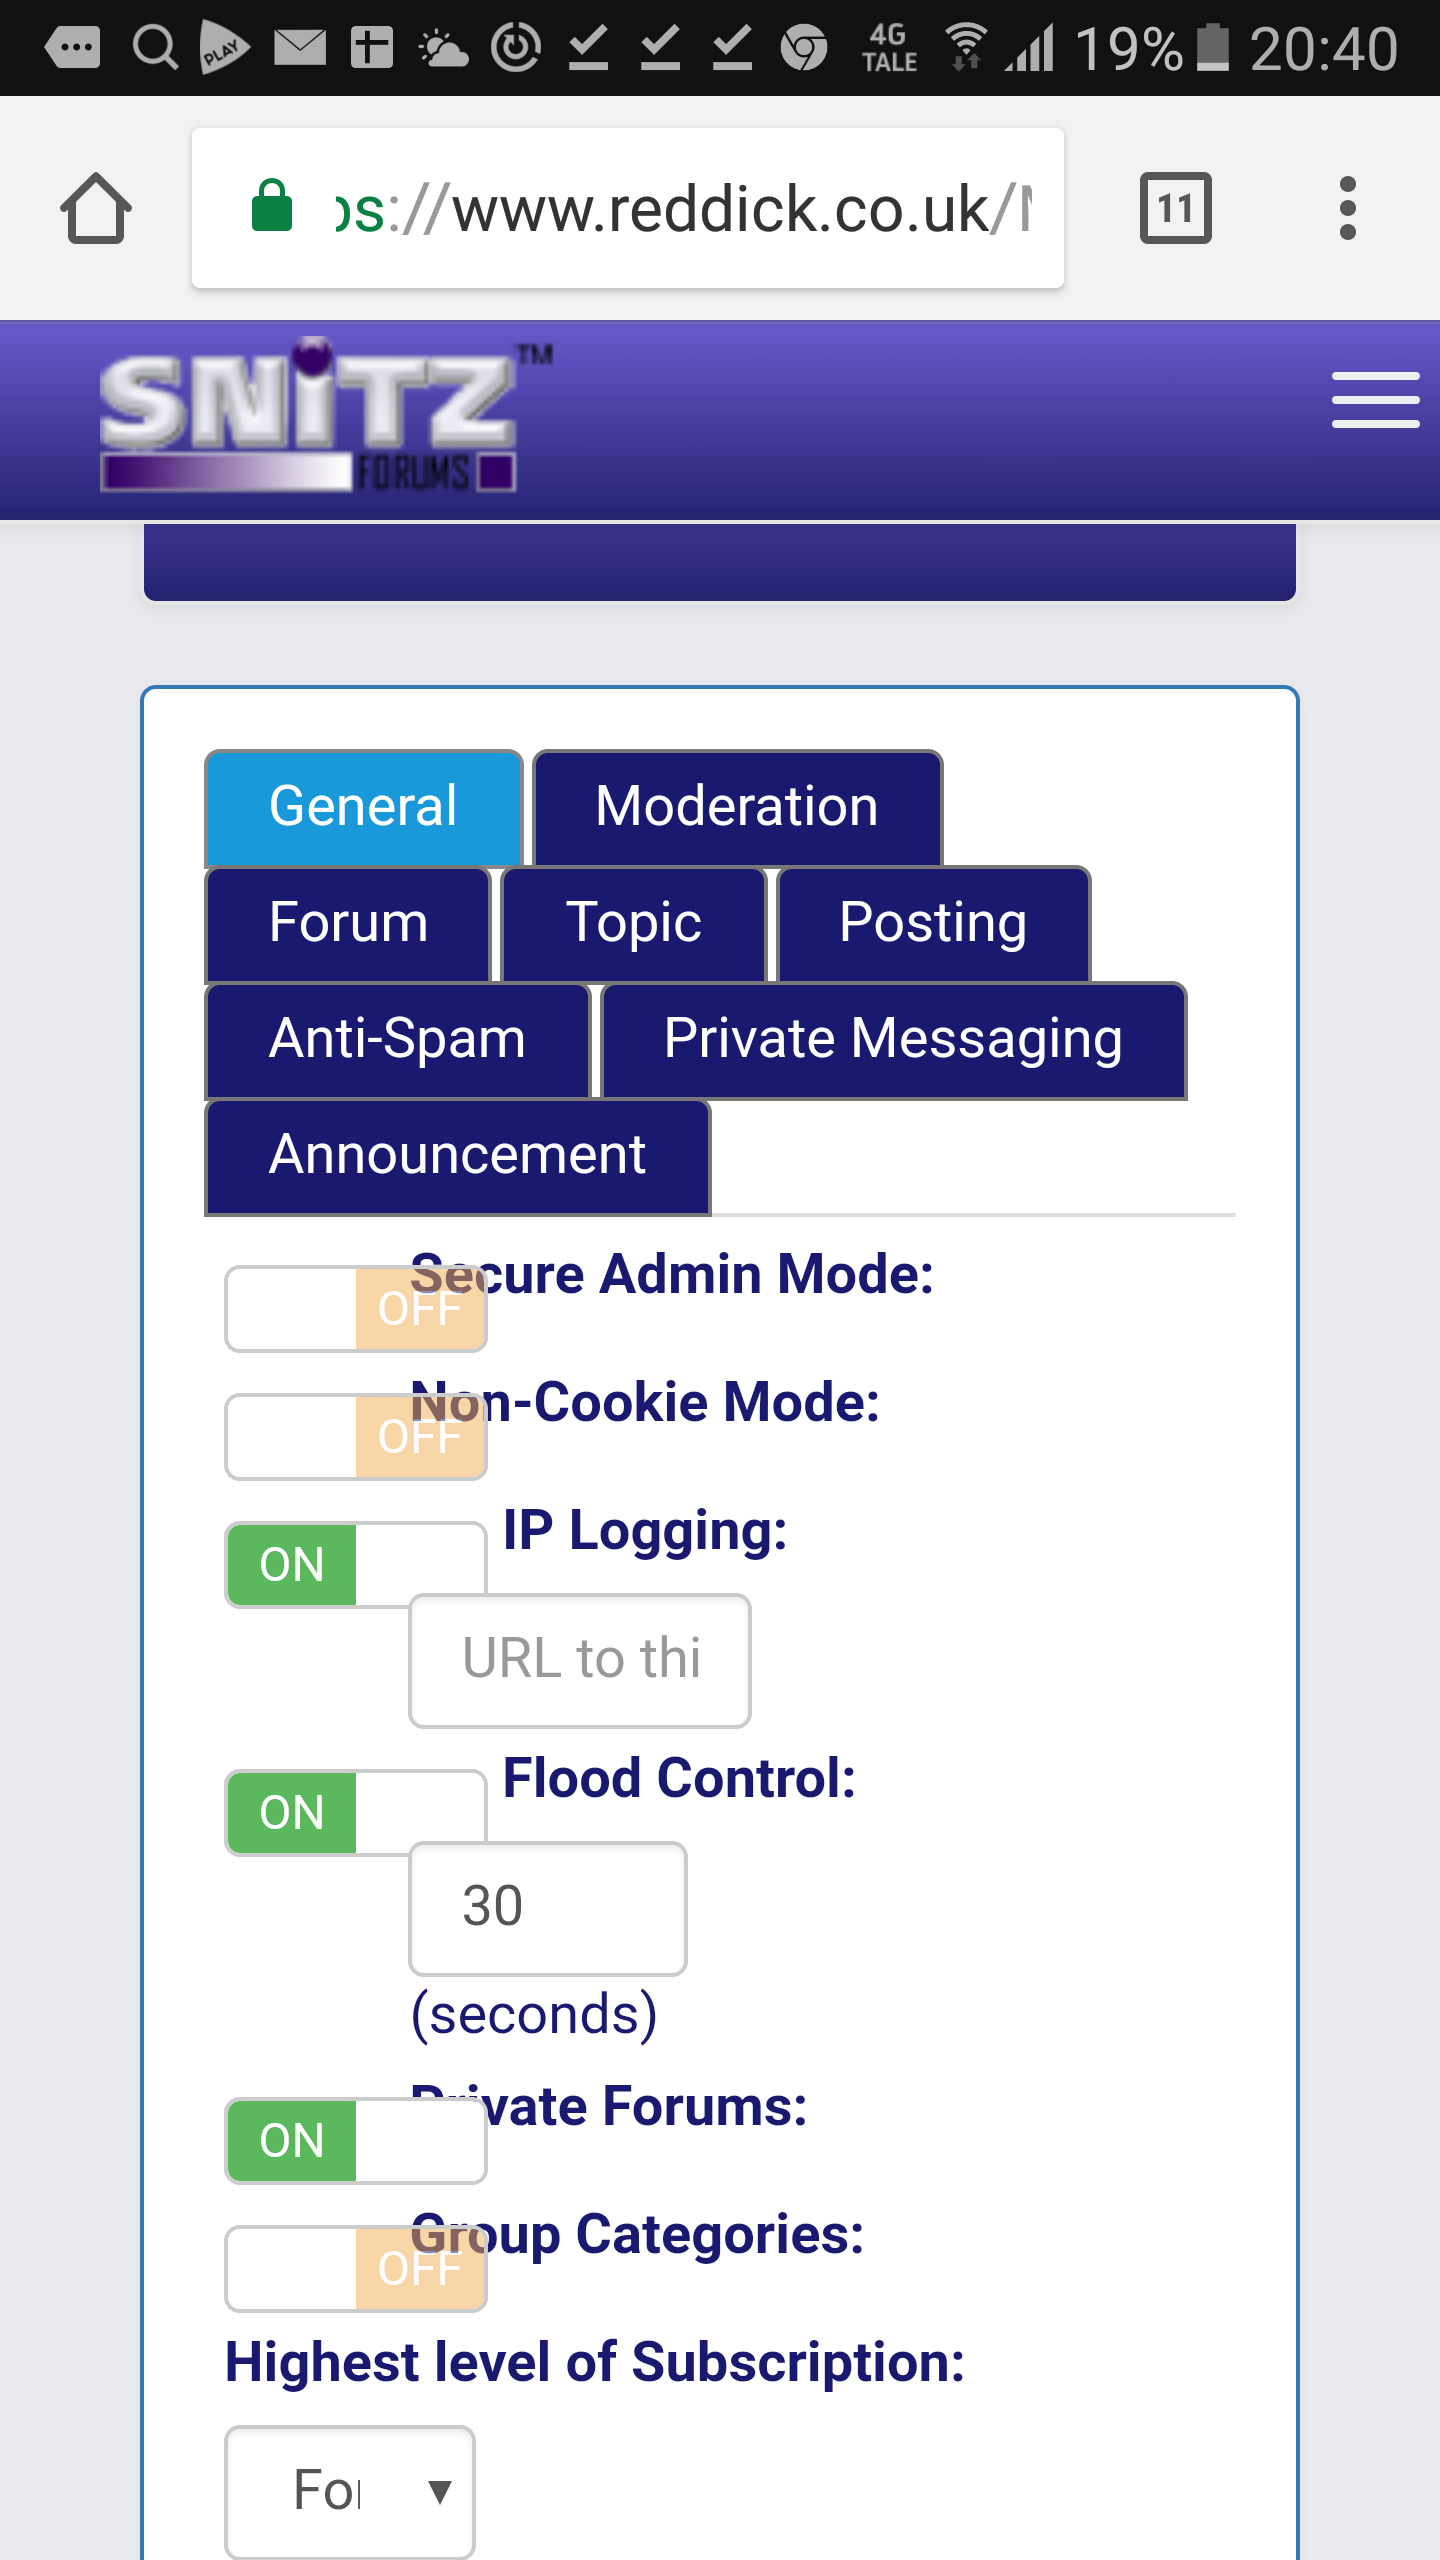 PLAY 4G TALE 19% 20:40
ps://www.reddick.co.uk/
11
SNiTZ™
FORUMS
General Moderation
Forum Topic Posting
Anti-Spam Private Messaging
Announcement
Secure Admin Mode:
OFF
Non-Cookie Mode:
OFF
IP Logging:
ON
URL to thi
Flood Control:
ON
30
(seconds)
Private Forums:
ON
Group Categories:
OFF
Highest level of Subscription:
Fo